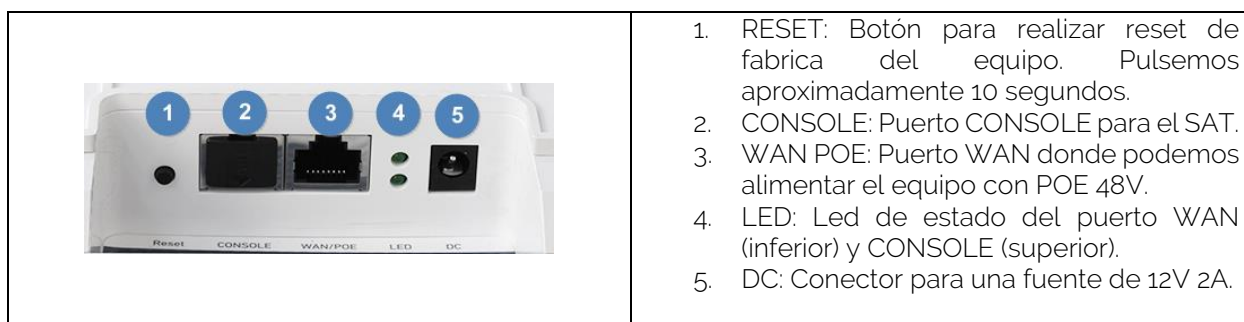 1 2 3 4 5
Reset CONSOLE WAN/POE LED DC
1. RESET: Botón para realizar reset de
fabrica del equipo. Pulsemos
aproximadamente 10 segundos.
2. CONSOLE: Puerto CONSOLE para el SAT.
3. WAN POE: Puerto WAN donde podemos
alimentar el equipo con POE 48V.
4. LED: Led de estado del puerto WAN
(inferior) y CONSOLE (superior).
5. DC: Conector para una fuente de 12V 2A.